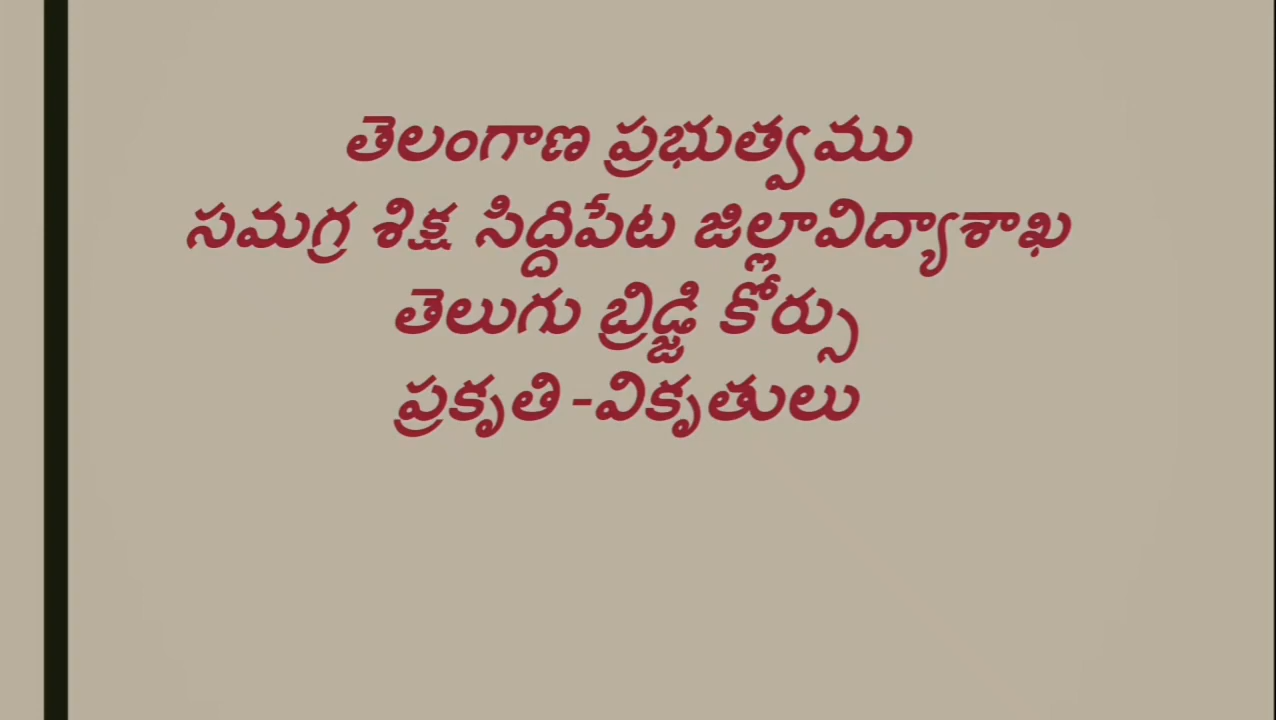 తెలంగాణ ప్రభుత్వము
సమగ్ర శిక్ష సిద్దిపేట జిల్లావిద్యాశాఖ
తెలుగు బ్రిడ్జి కోర్సు
ప్రకృతి -వికృతులు